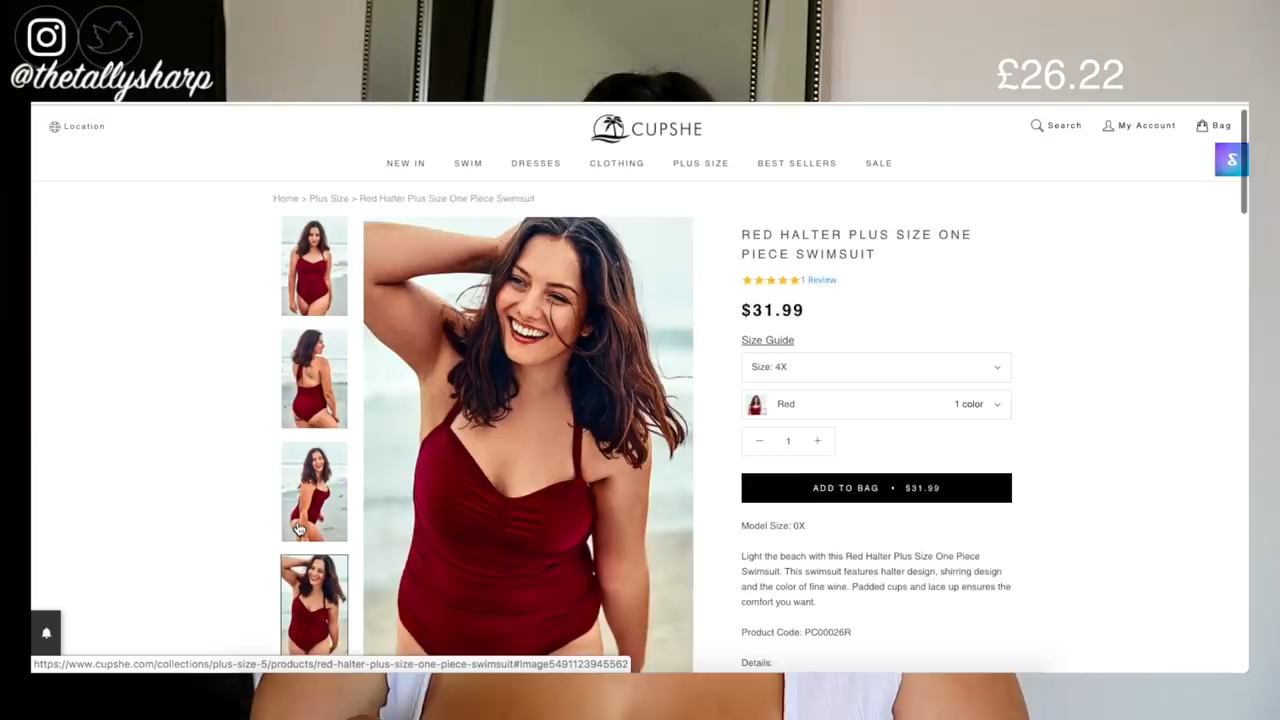 @thetallysharp
£26.22
Location
CUPSHE
Search
My Account
Bag
NEW IN
SWIM
DRESSES
CLOTHING
PLUS SIZE
BEST SELLERS
SALE
Home > Plus Size > Red Halter Plus Size One Piece Swimsuit
RED HALTER PLUS SIZE ONE
PIECE SWIMSUIT
1 Review
$31.99
Size Guide
Size: 4X
Red
1 color
1
ADD TO BAG • $31.99
Model Size: 0X
Light the beach with this Red Halter Plus Size One Piece
Swimsuit. This swimsuit features halter design, shirring design
and the color of fine wine. Padded cups and lace up ensures the
comfort you want.
Product Code: PC00026R
Details:
https://www.cupshe.com/collections/plus-size-5/products/red-halter-plus-size-one-piece-swimsuit#Image5491123945562